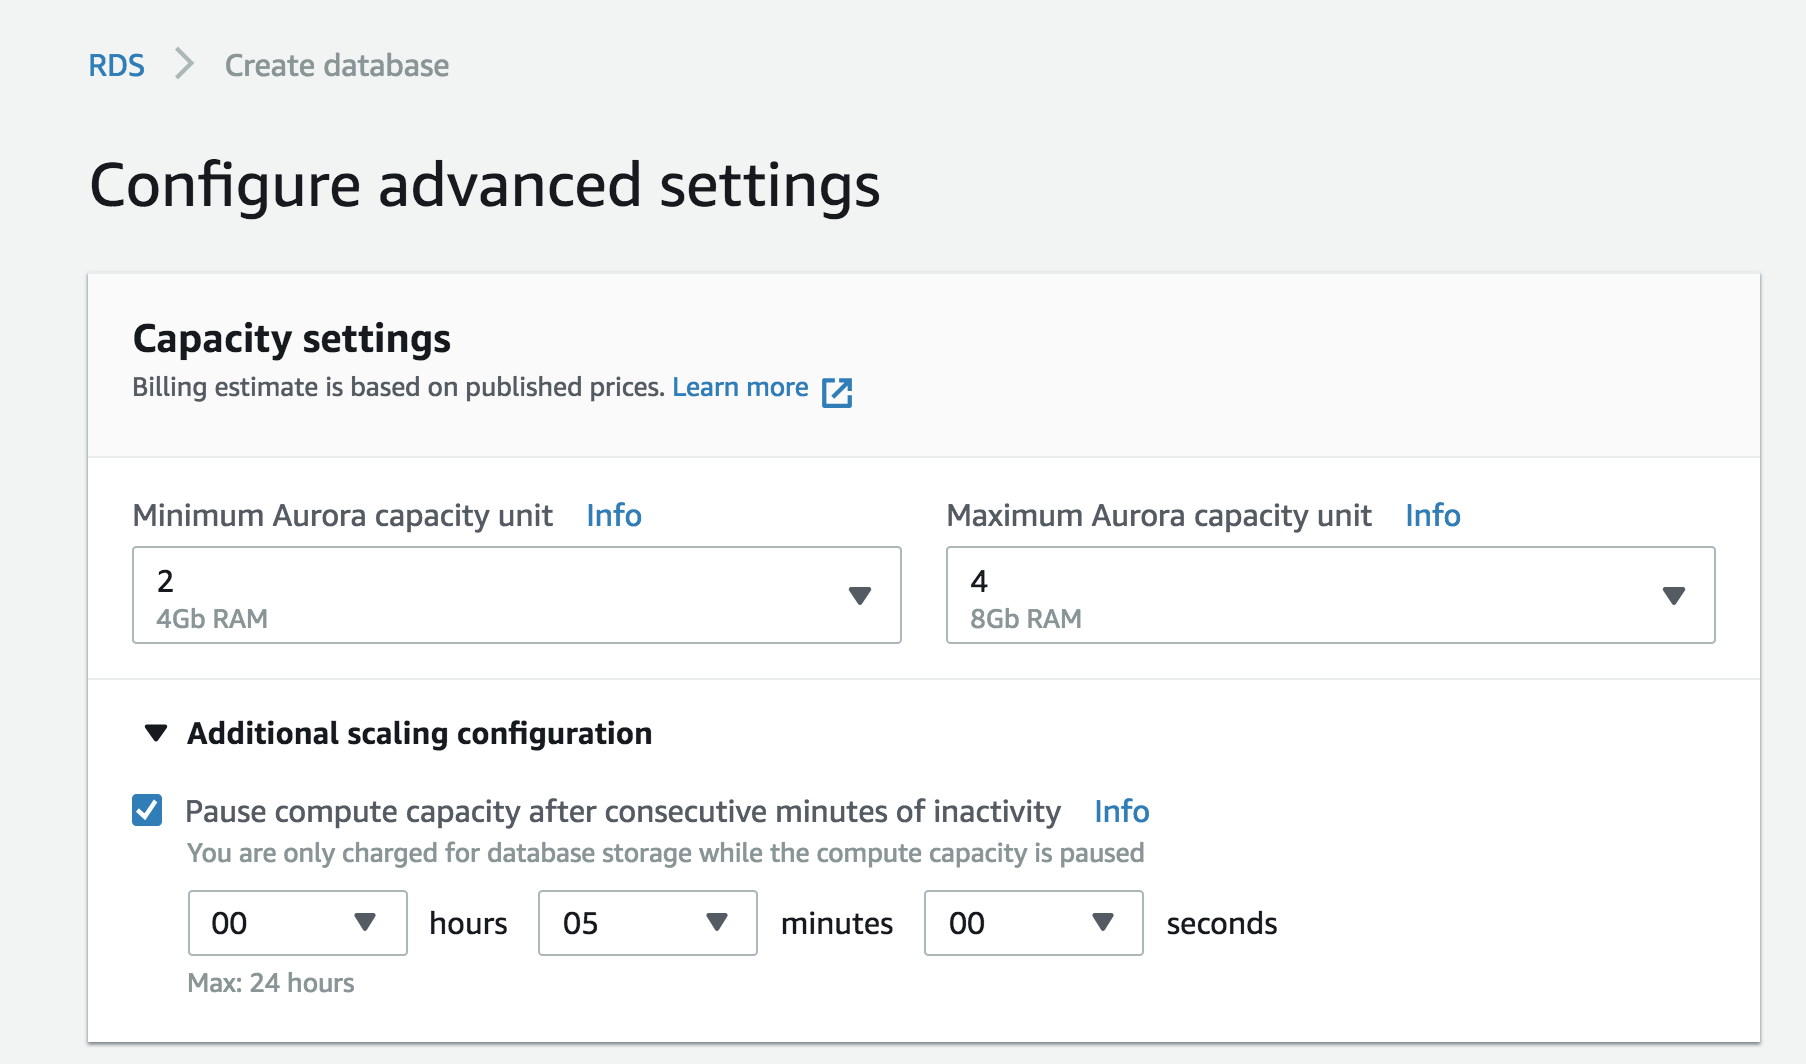 RDS > Create database
Configure advanced settings
Capacity settings
Billing estimate is based on published prices. Learn more
Minimum Aurora capacity unit Info
Maximum Aurora capacity unit Info
2
4Gb RAM
4
8Gb RAM
Additional scaling configuration
Pause compute capacity after consecutive minutes of inactivity Info
You are only charged for database storage while the compute capacity is paused
00 hours 05 minutes 00 seconds
Max: 24 hours